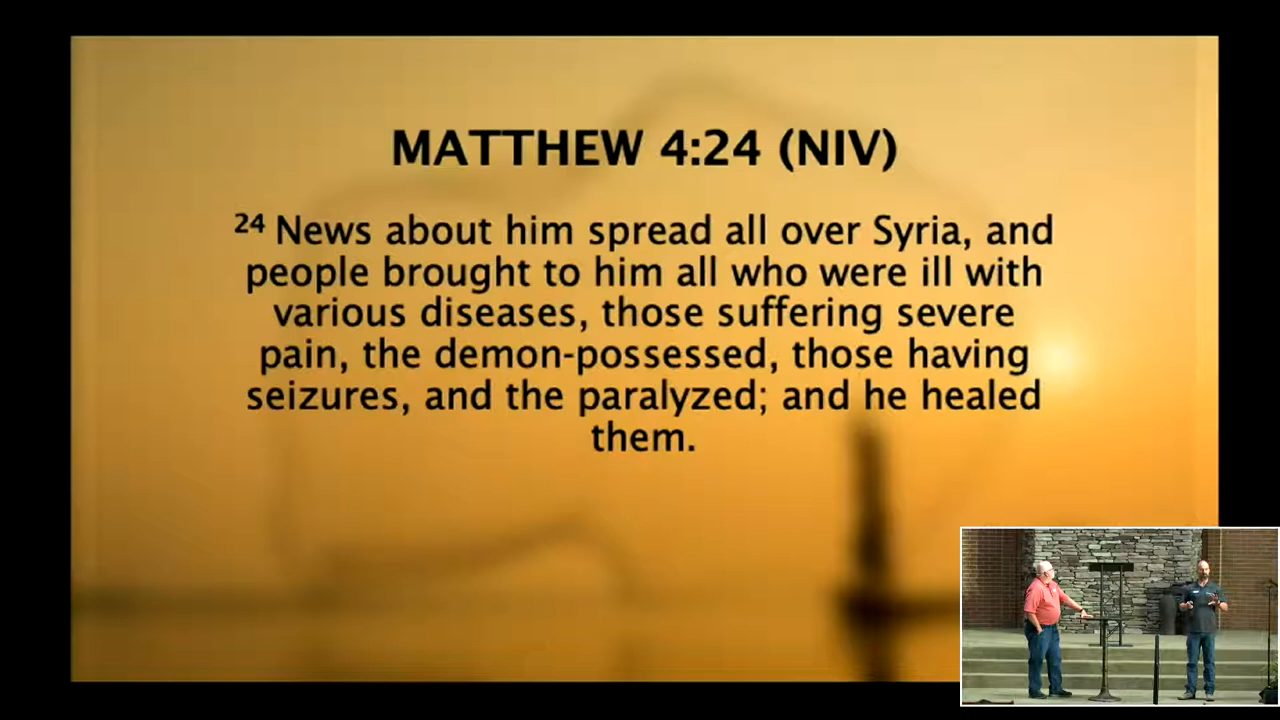 MATTHEW 4:24 (NIV)
24 News about him spread all over Syria, and
people brought to him all who were ill with
various diseases, those suffering severe
pain, the demon-possessed, those having
seizures, and the paralyzed; and he healed
them.